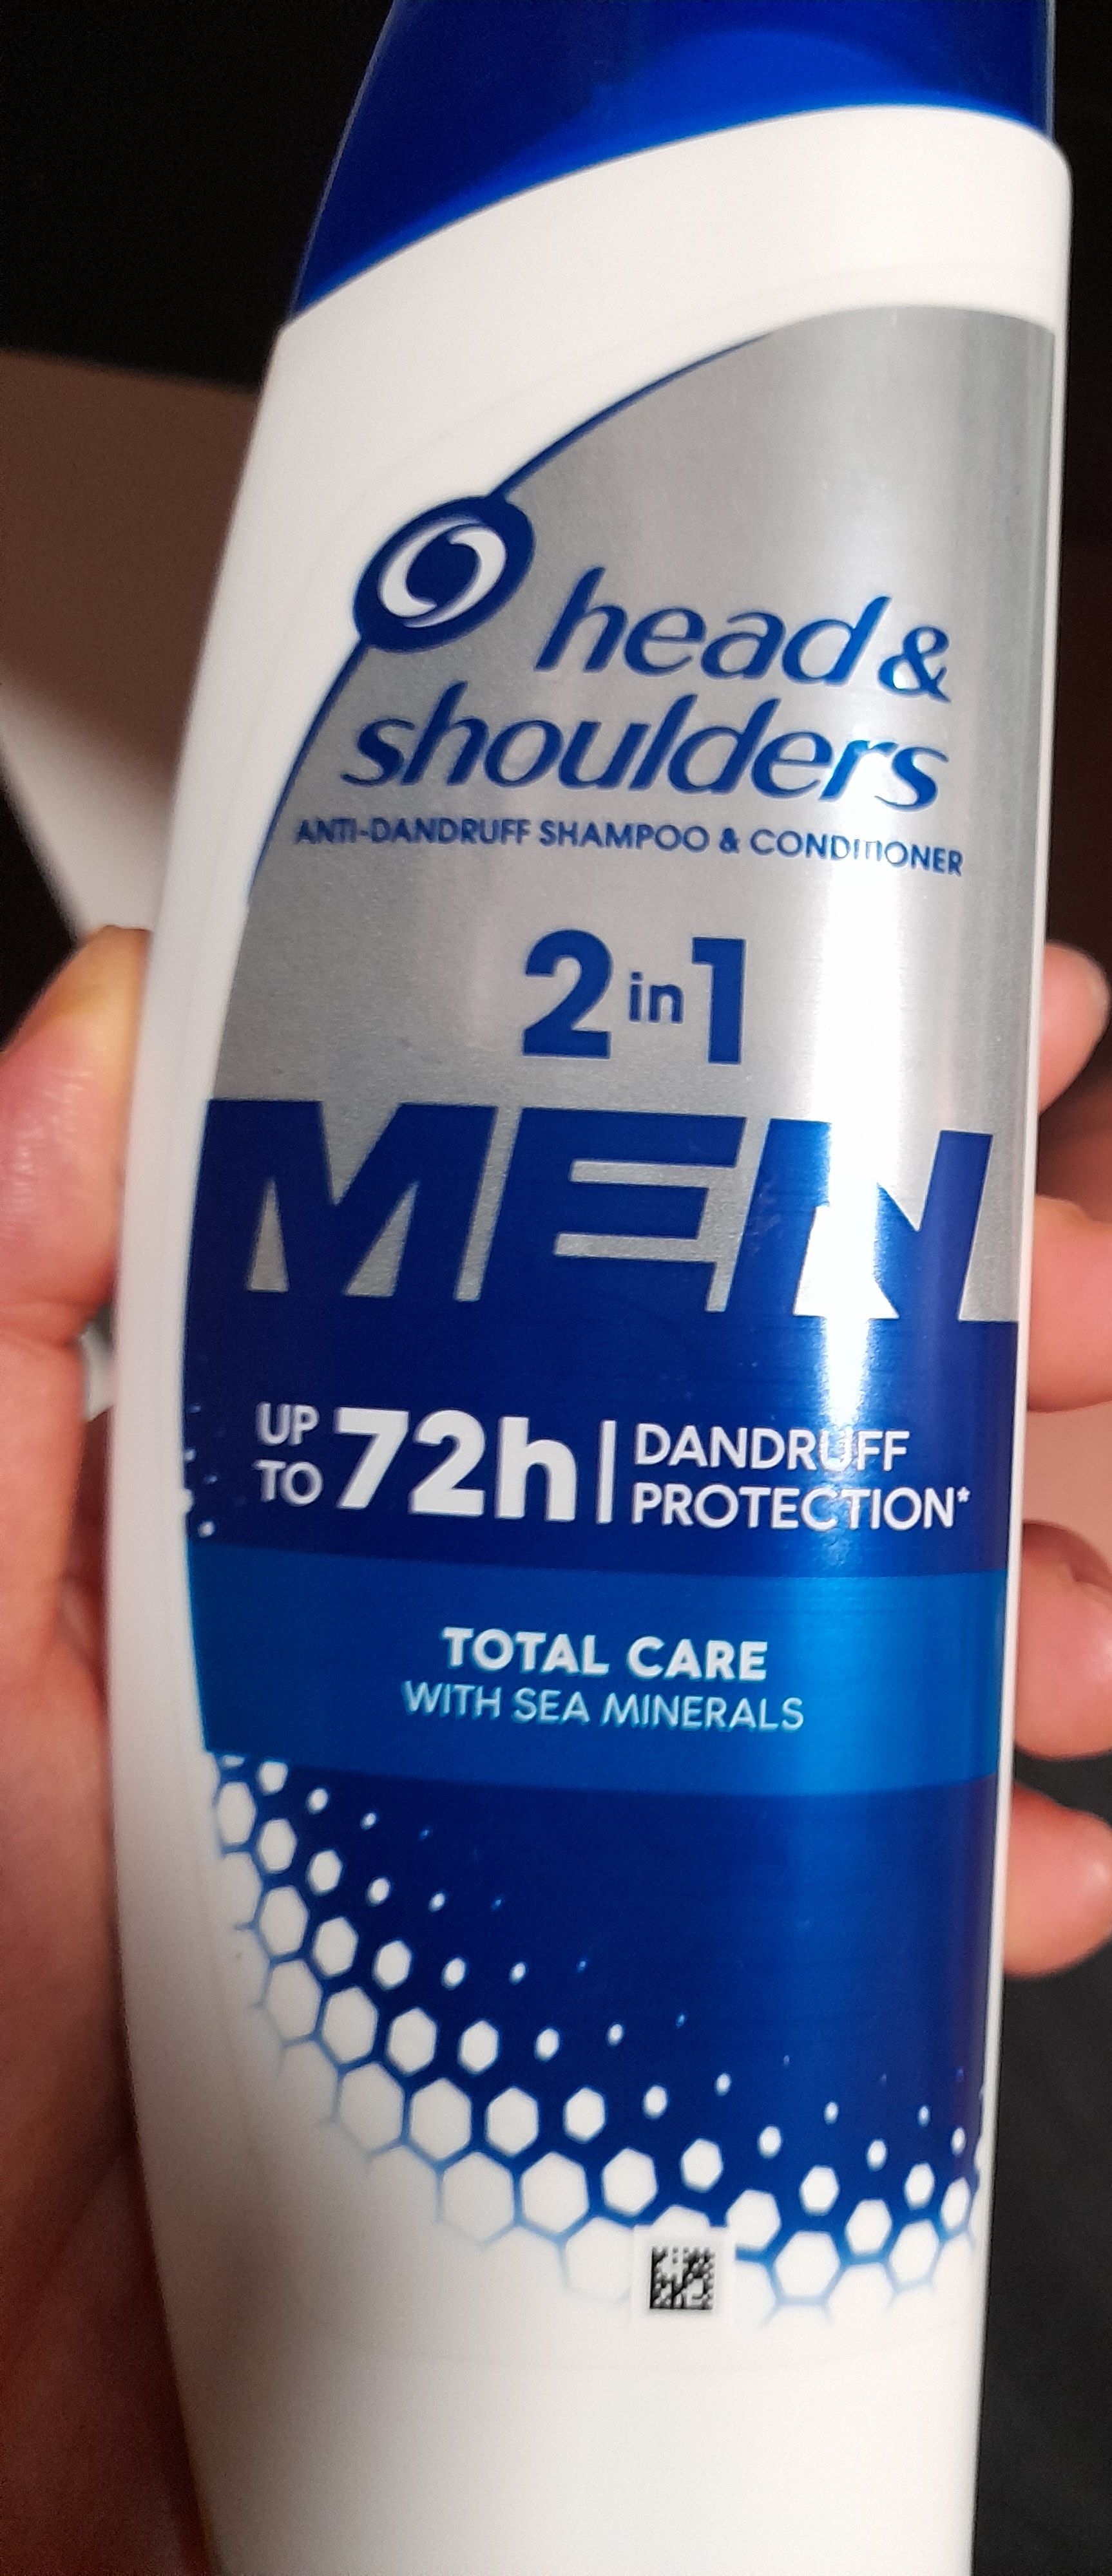 head &
shoulders
ANTI-DANDRUFF SHAMPOO & CONDITIONER
2 in 1
MEN
UP TO 72h | DANDRUFF PROTECTION*
TOTAL CARE
WITH SEA MINERALS